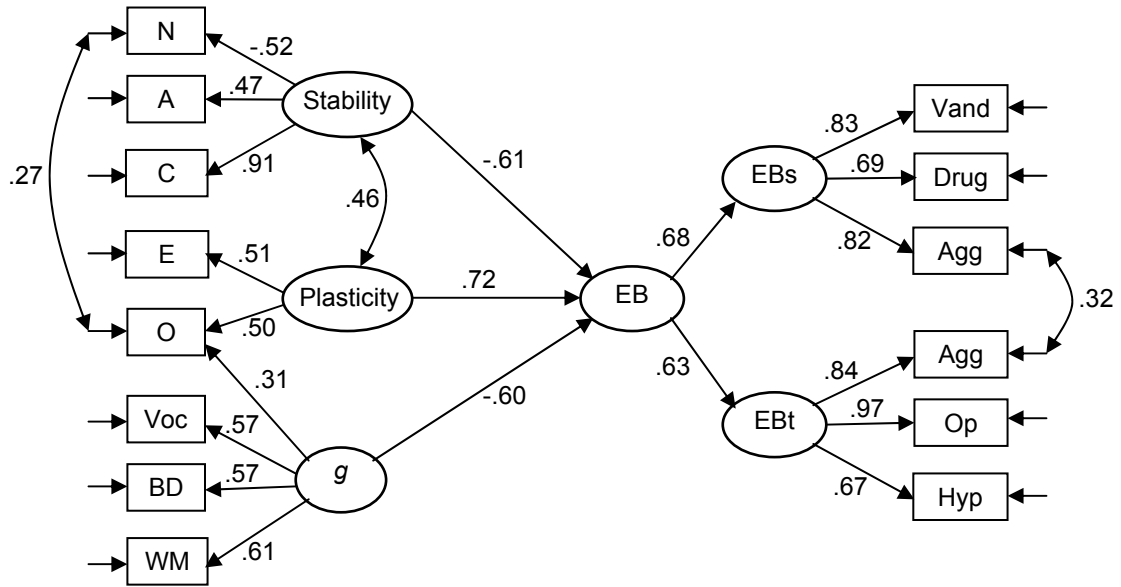 N
-.52
A
.47
Stability
C
.91
.27
.46
-.61
E
.51
Plasticity
.72
O
.50
.31
Voc
.57
BD
.57
g
-.60
WM
.61
EB
.68
.63
EBs
.83
Vand
.69
Drug
.82
Agg
.32
EBt
.84
Agg
.97
Op
.67
Hyp